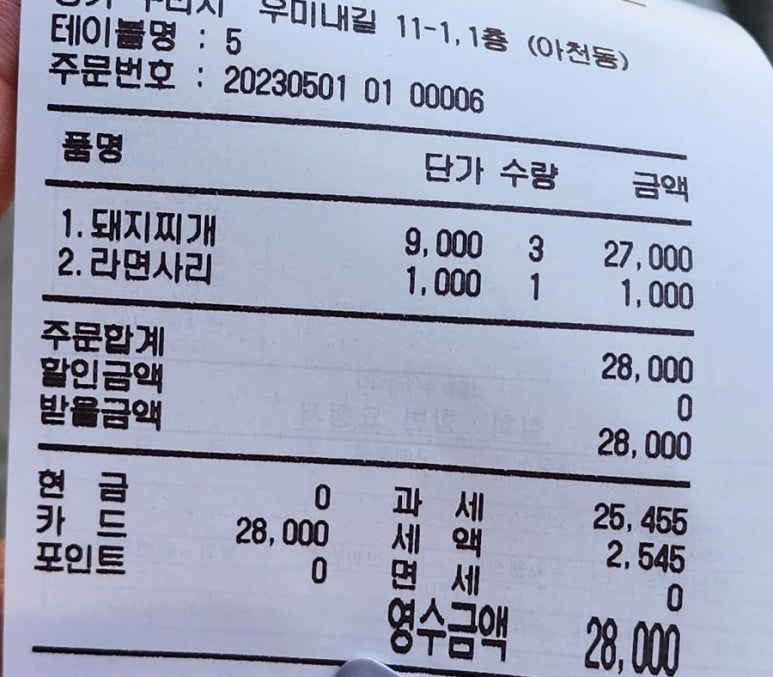 우미내길 11-1,1층 (아천동)
테이블명 : 5
주문번호 : 20230501 01 00006
품명 단가 수량 금액
1.돼지찌개 9,000 3 27,000
2.라면사리 1,000 1 1,000
주문합계 28,000
할인금액 0
받을금액 28,000
현 금 0 과 세 25,455
카 드 28,000 세 액 2,545
포인트 0 면 세 0
영수금액 28,000